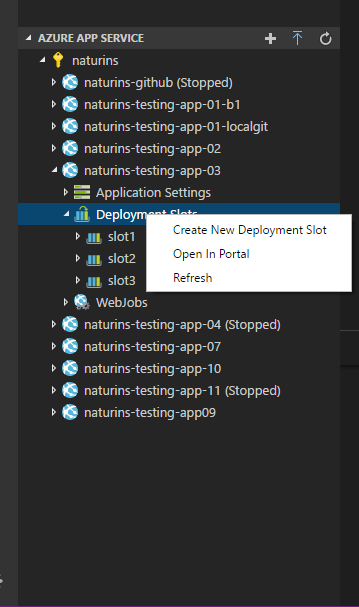 AZURE APP SERVICE
naturins
naturins-github (Stopped)
naturins-testing-app-01-b1
naturins-testing-app-01-localgit
naturins-testing-app-02
naturins-testing-app-03
Application Settings
Deployment Slots
Create New Deployment Slot
slot1
Open In Portal
slot2
Refresh
slot3
WebJobs
naturins-testing-app-04 (Stopped)
naturins-testing-app-07
naturins-testing-app-10
naturins-testing-app-11 (Stopped)
naturins-testing-app09